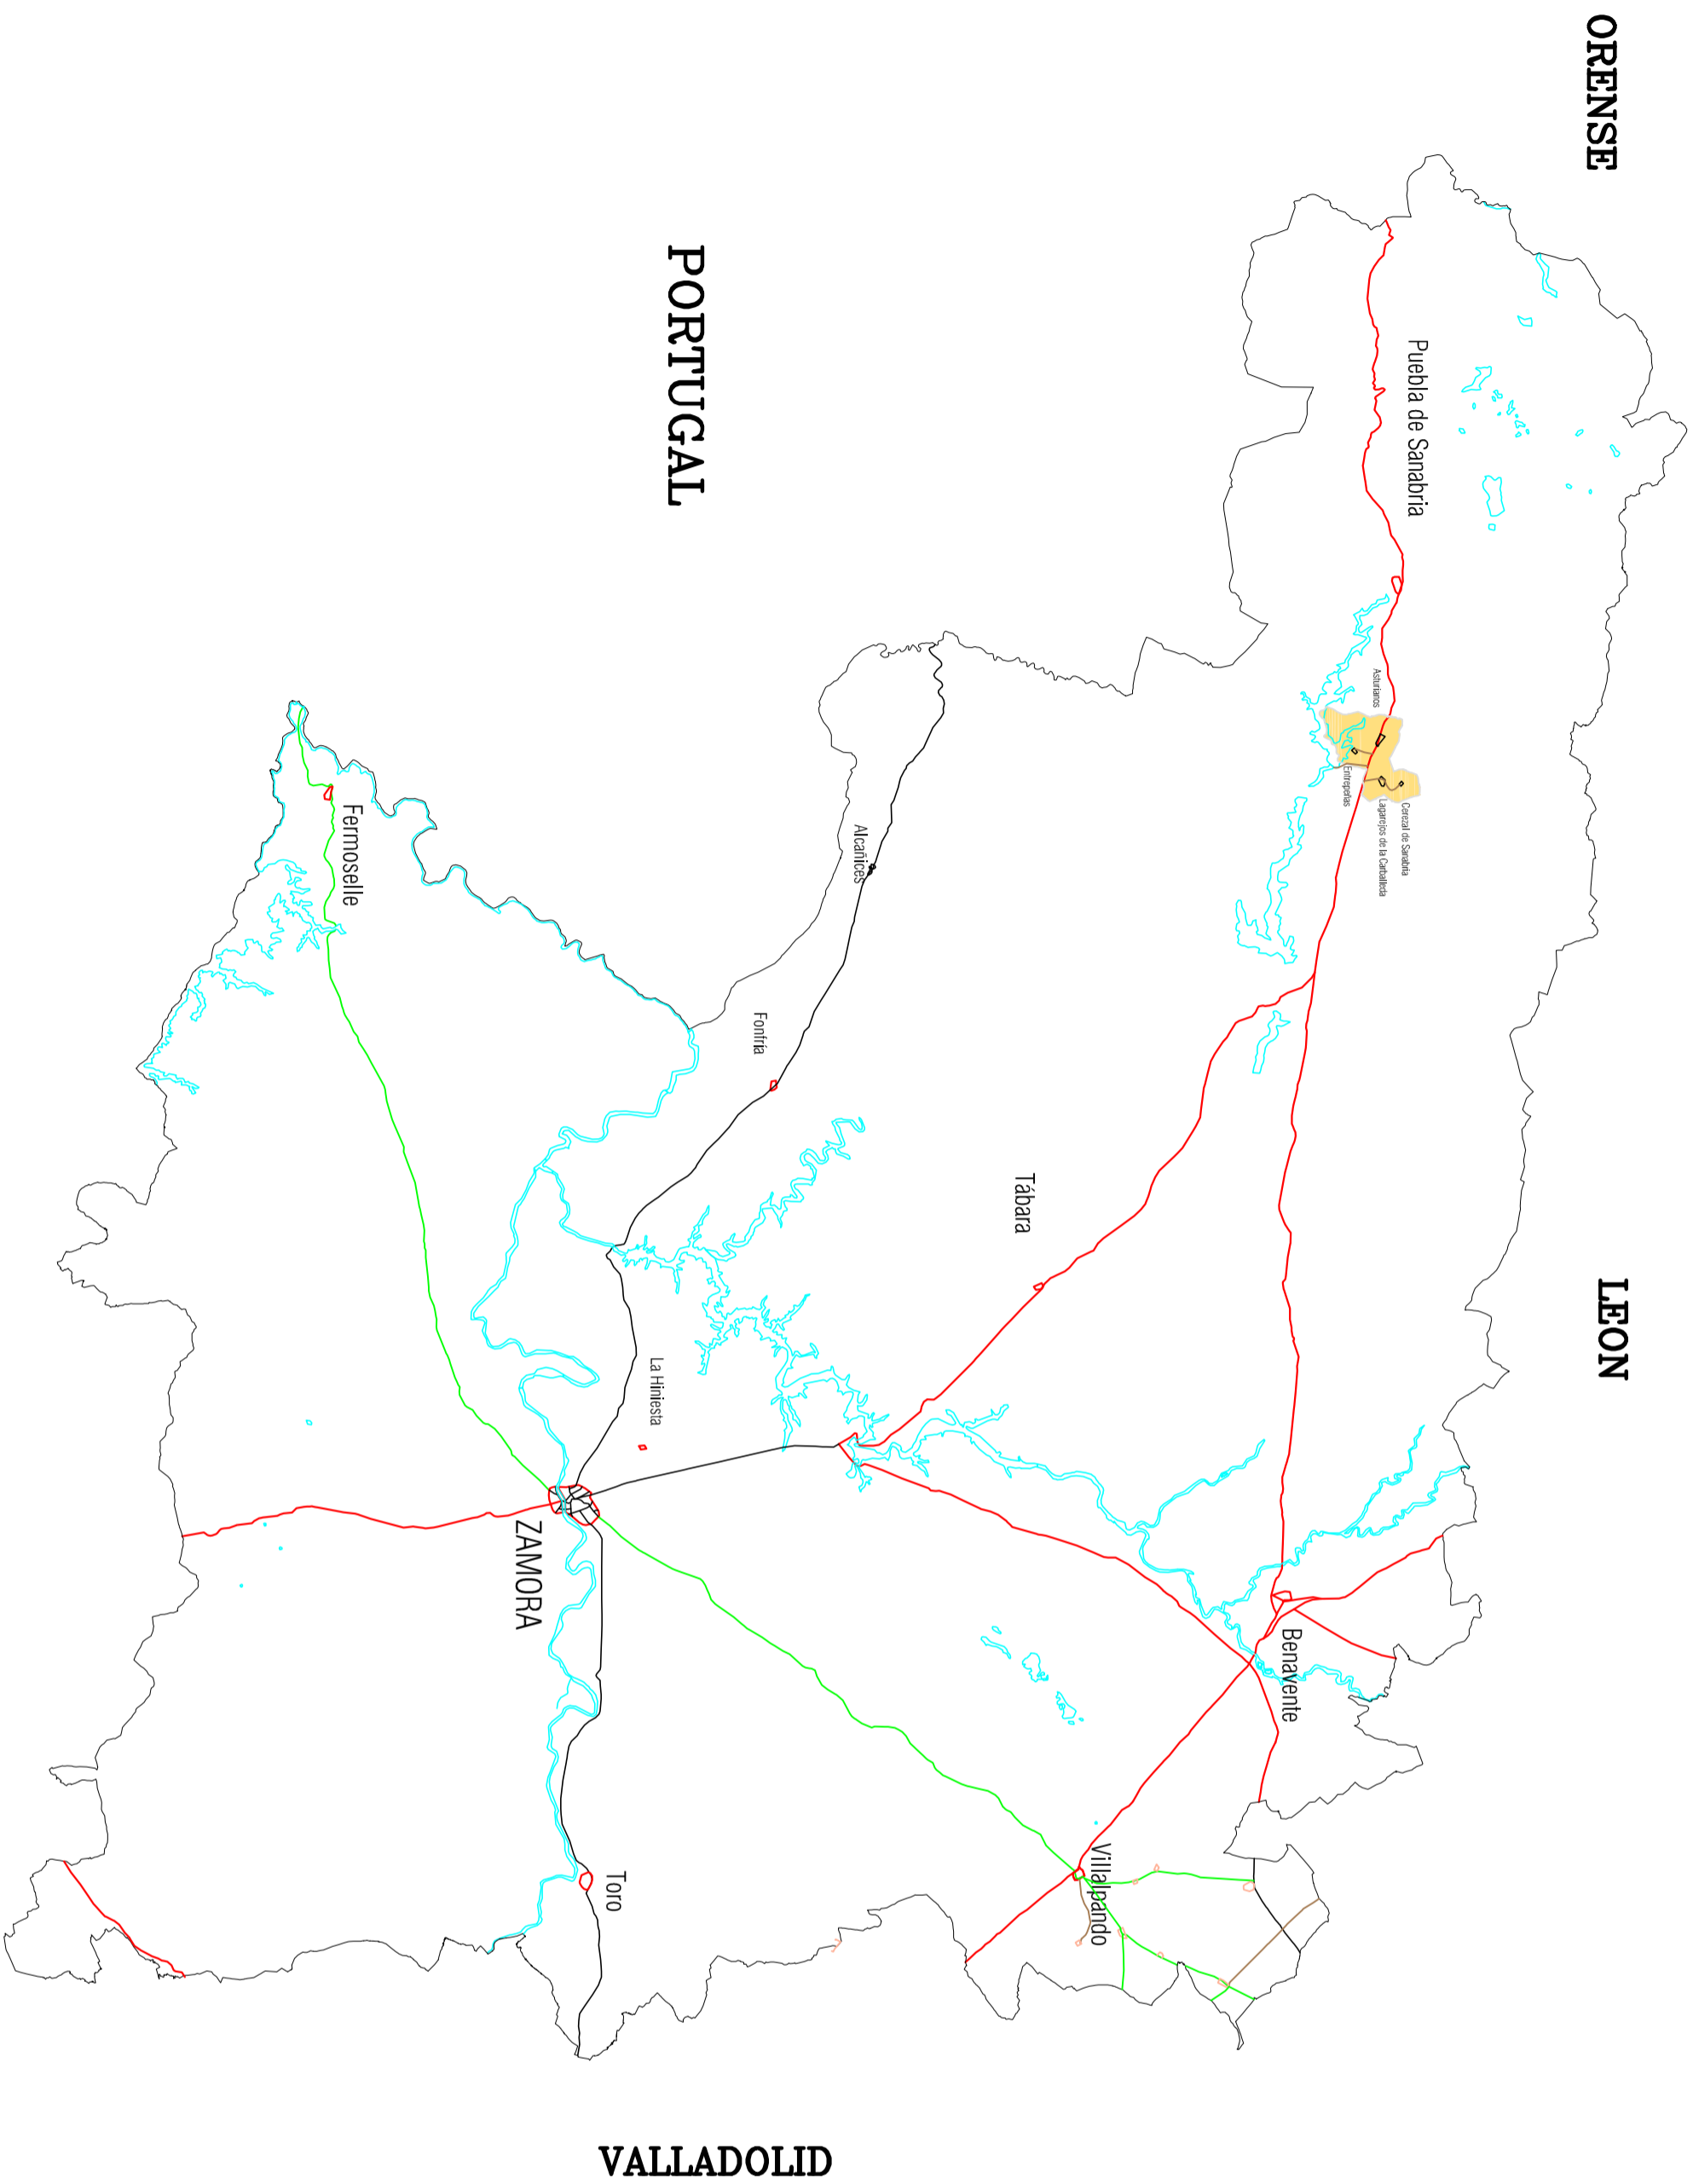 ORENSE
LEON
Puebla de Sanabria
Asturianos
Cerezal de Sanabria
Lagarejos de la Carballeda
Entrepeñas
Benavente
Villalpando
Tábara
Alcañices
Fonfría
PORTUGAL
La Hiniesta
Toro
ZAMORA
Fermoselle
VALLADOLID